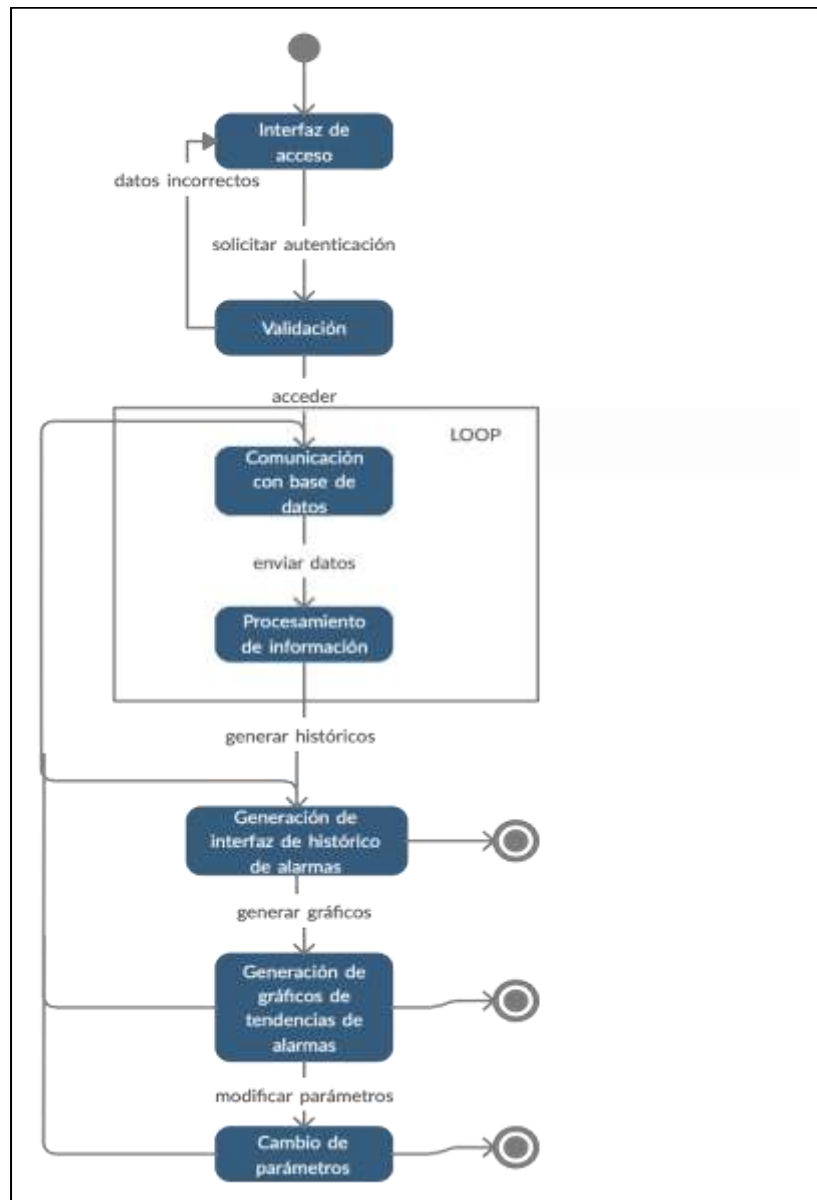 Interfaz de
acceso
datos incorrectos
solicitar autenticación
Validación
acceder
LOOP
Comunicación
con base de
datos
enviar datos
Procesamiento
de información
generar históricos
Generación de
interfaz de histórico
de alarmas
generar gráficos
Generación de
gráficos de
tendencias de
alarmas
modificar parámetros
Cambio de
parámetros